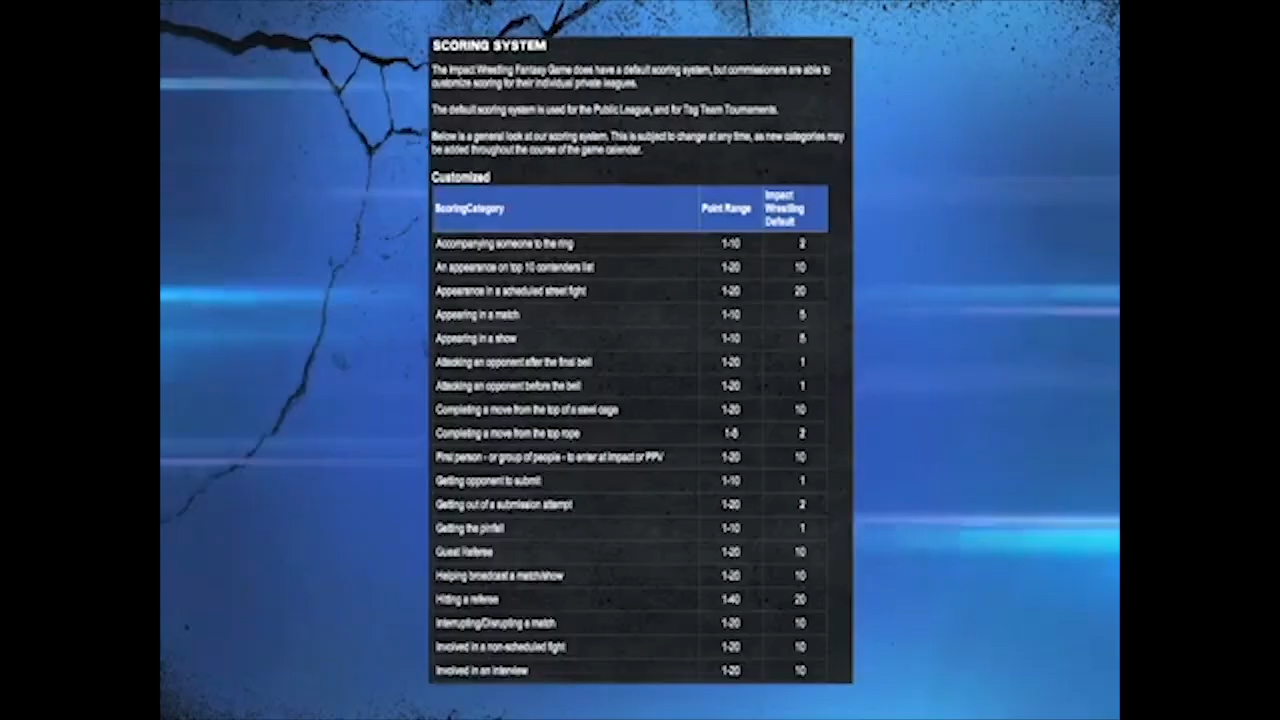 SCORING SYSTEM
The Impact Wrestling Fantasy Game does have a default scoring system, but commissioners are able to
customize scoring for their individual private leagues.
The default scoring system is used for the Public League, and for Tag Team Tournaments.
Below is a general look at our scoring system. This is subject to change at any time, as new categories may
be added throughout the course of the game calendar.
Customized
ScoringCategory Point Range Impact
Wrestling
Default
Accompanying someone to the ring 1-10 2
An appearance on top 10 contenders list 1-20 10
Appearance in a scheduled street fight 1-20 20
Appearing in a match 1-10 5
Appearing in a show 1-10 5
Attacking an opponent after the final bell 1-20 1
Attacking an opponent before the bell 1-20 1
Completing a move from the top of a steel cage 1-20 10
Completing a move from the top rope 1-5 2
First person - or group of people - to enter at Impact or PPV 1-20 10
Getting opponent to submit 1-10 1
Getting out of a submission attempt 1-20 2
Getting the pinfall 1-10 1
Guest Referee 1-20 10
Helping broadcast a match/show 1-20 10
Hitting a referee 1-40 20
Interrupting/Disrupting a match 1-20 10
Involved in a non-scheduled fight 1-20 10
Involved in an interview 1-20 10